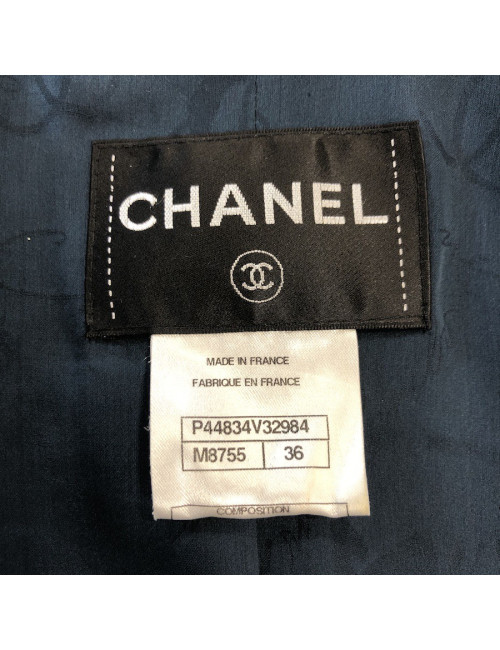 CHANEL
MADE IN FRANCE
FABRIQUE EN FRANCE
P44834V32984
M8755 36
COMPOSITION